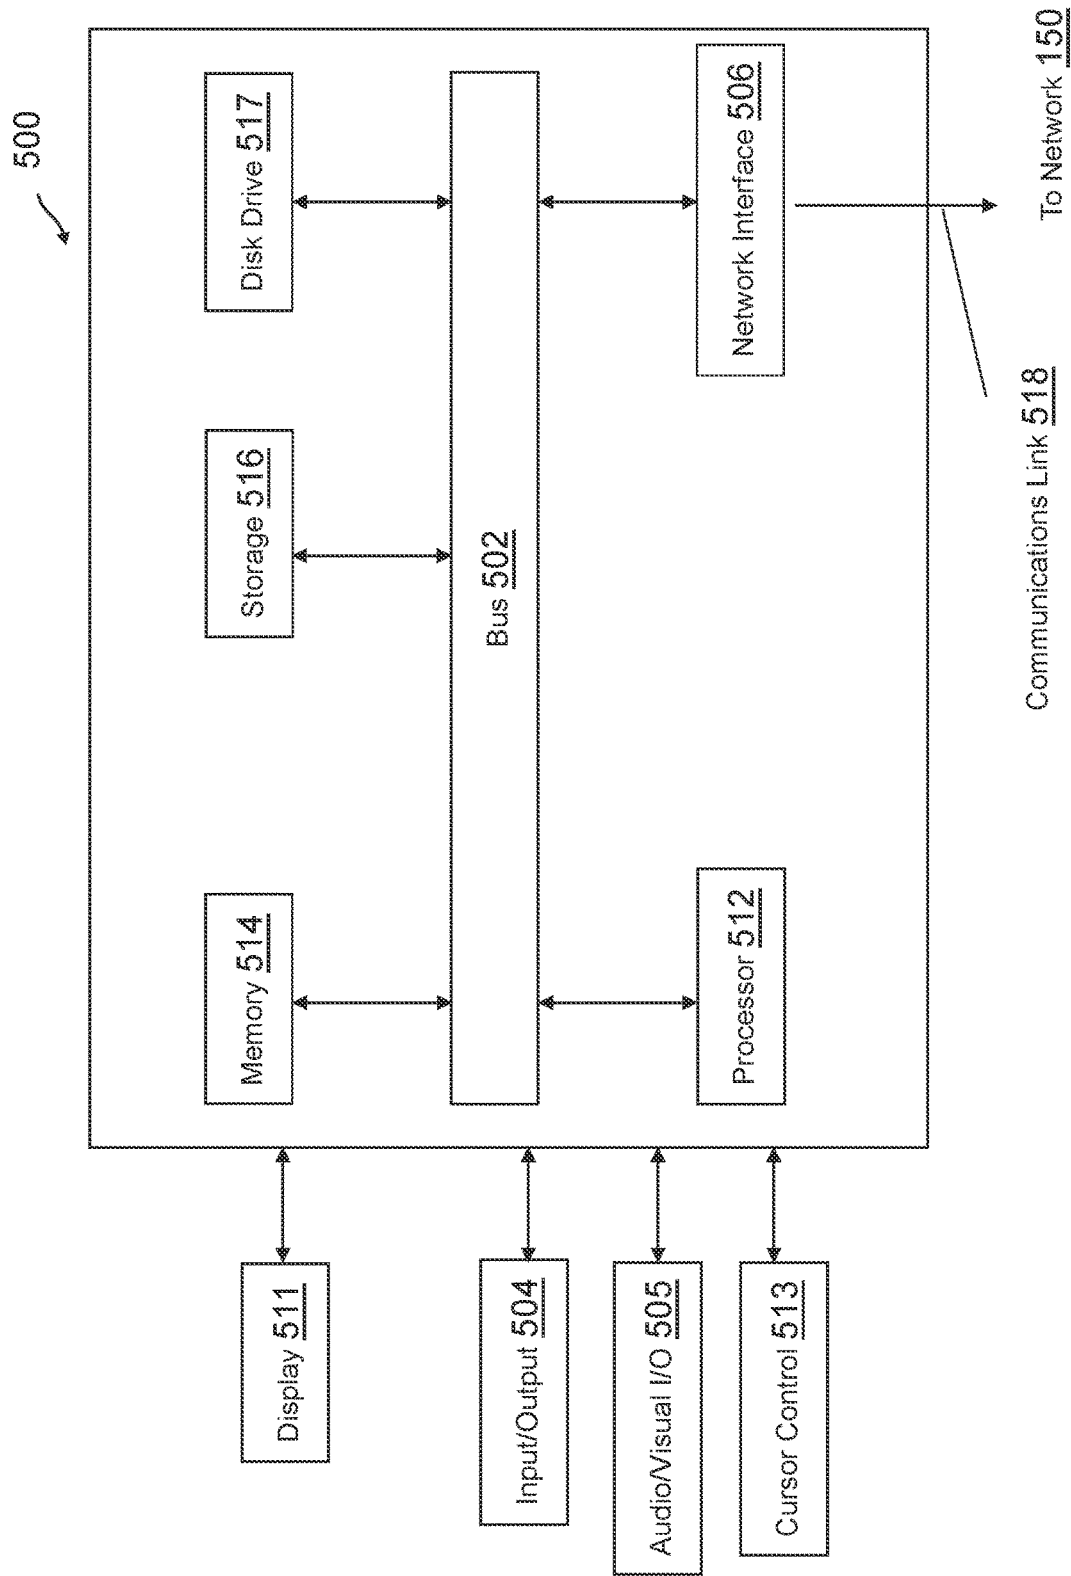 500
Display 511
Memory 514
Storage 516
Disk Drive 517
Input/Output 504
Bus 502
Audio/Visual I/O 505
Cursor Control 513
Processor 512
Network Interface 506
Communications Link 518
To Network 150